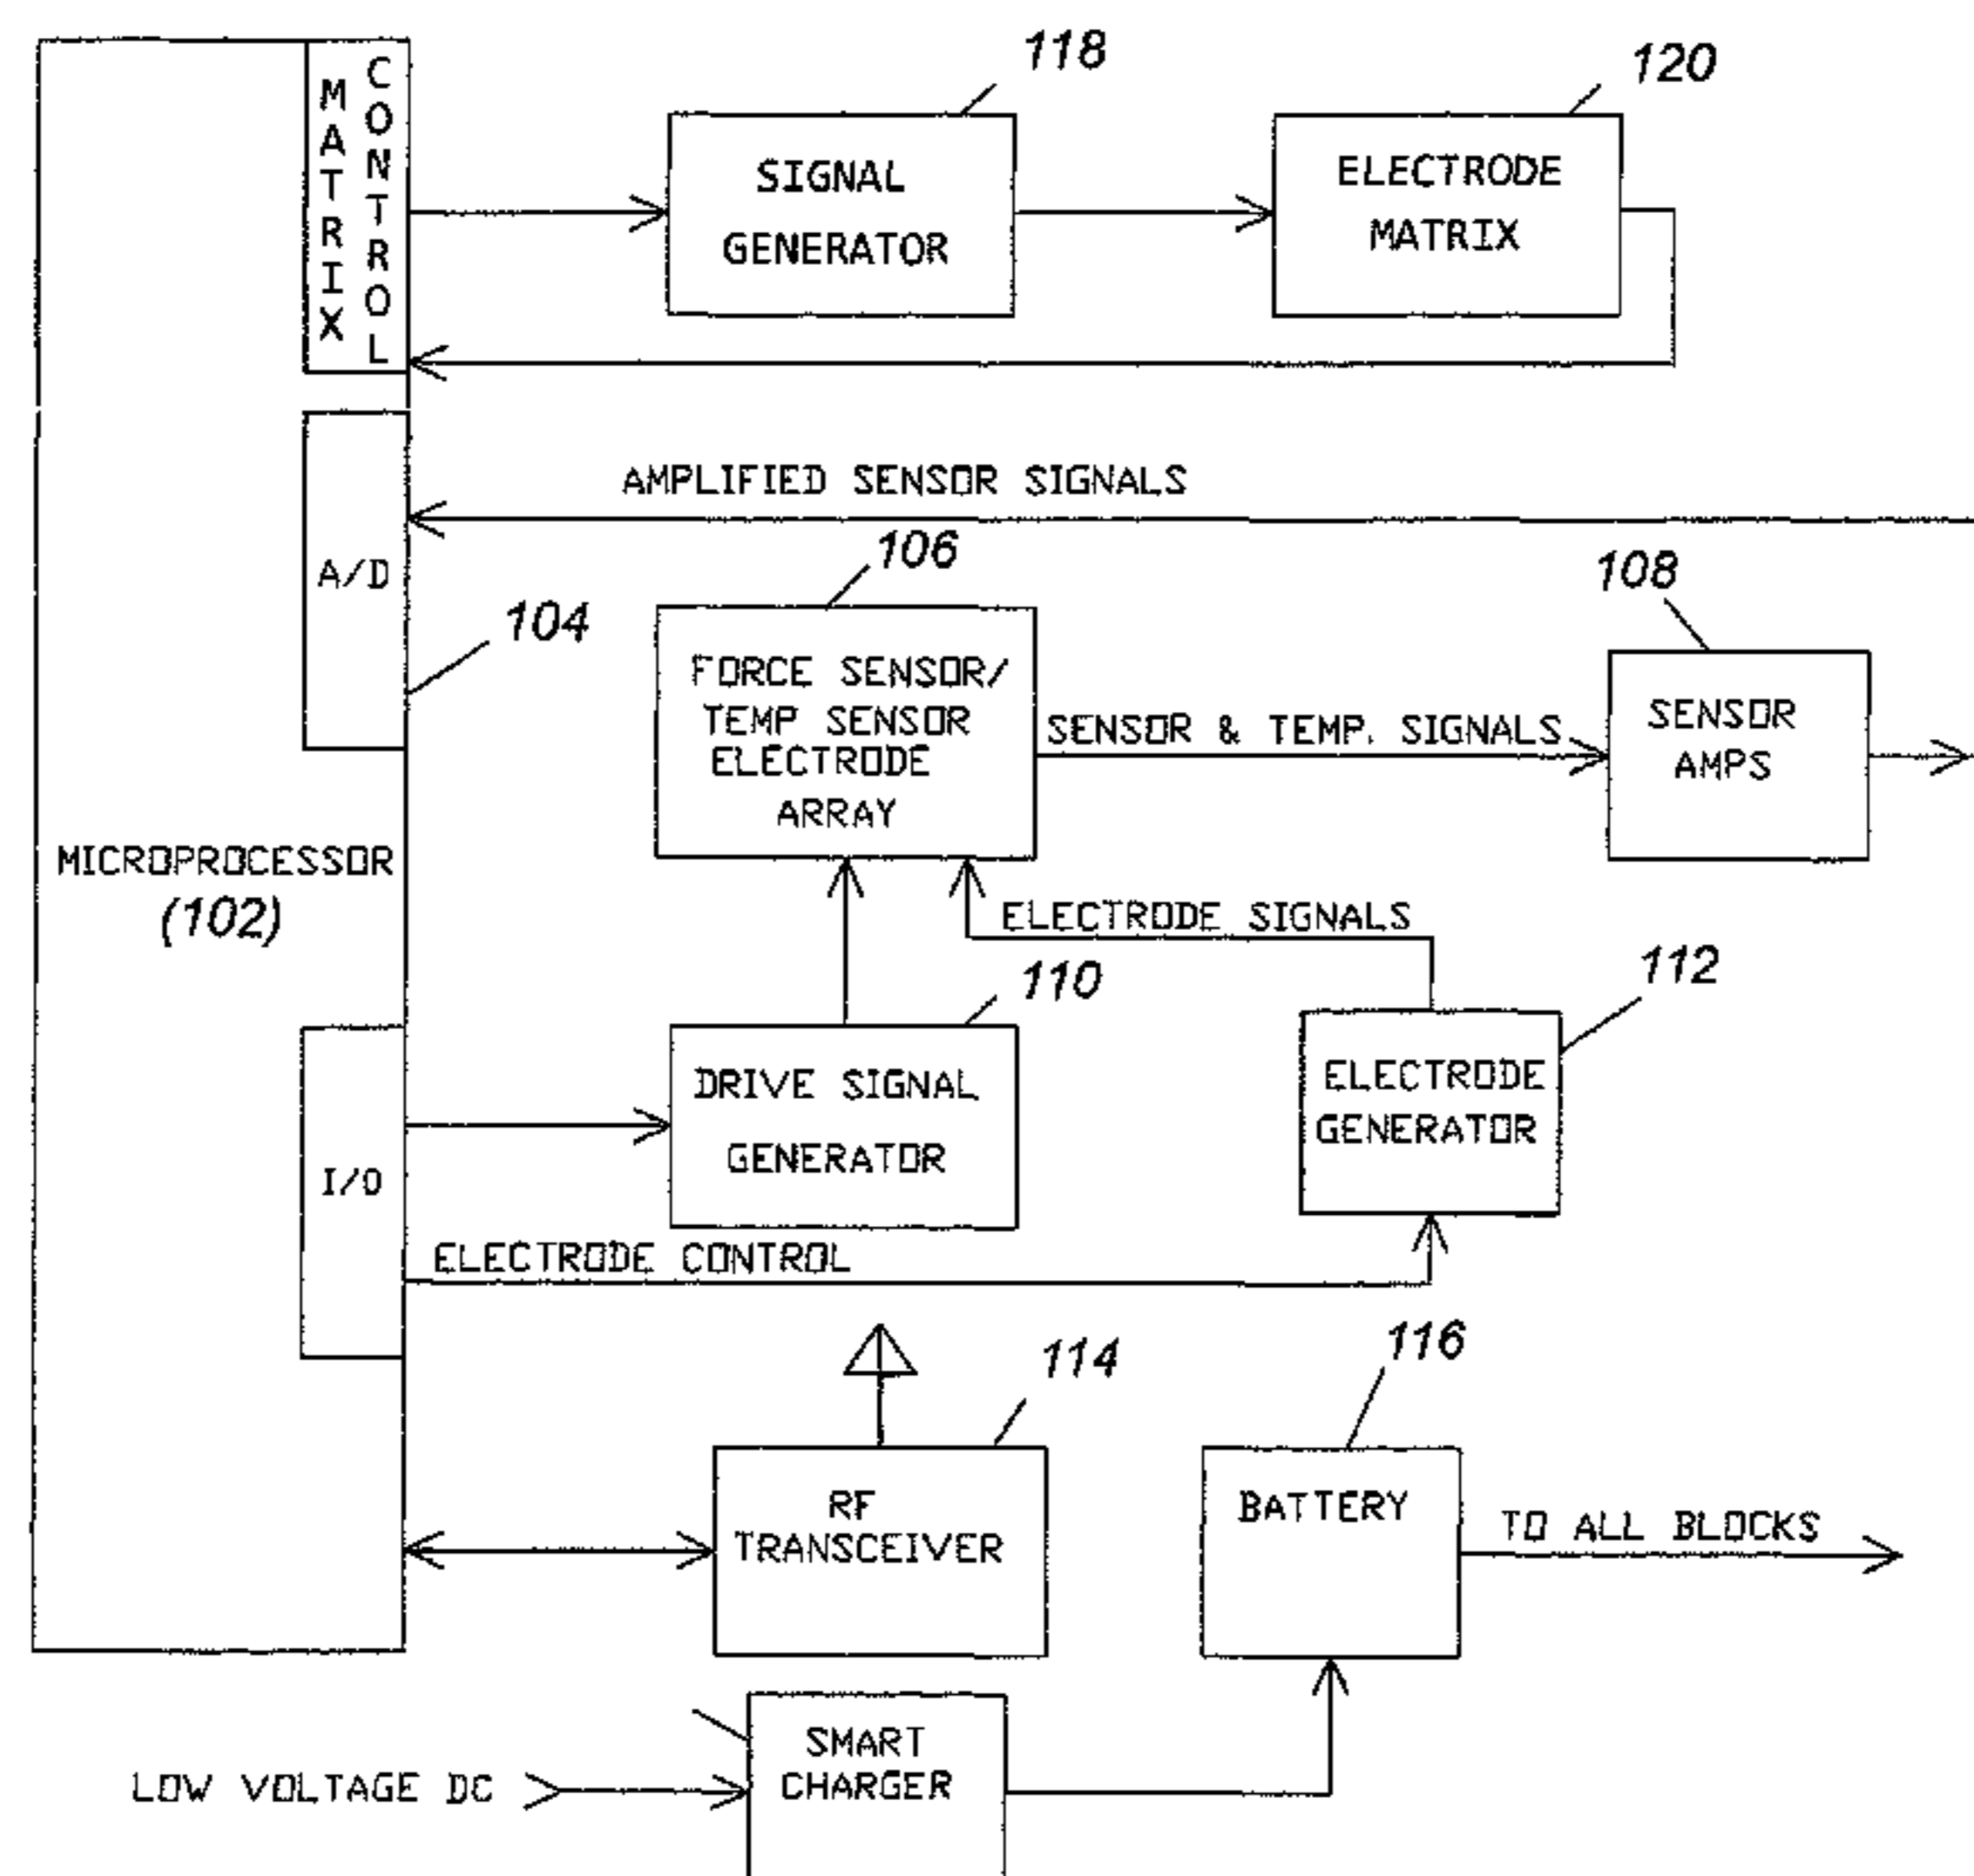 118
120
MATRIX
CONTROL
SIGNAL
GENERATOR
ELECTRODE
MATRIX
AMPLIFIED SENSOR SIGNALS
106
108
A/D
104
FORCE SENSOR/
TEMP SENSOR
ELECTRODE
ARRAY
SENSOR & TEMP. SIGNALS
SENSOR
AMPS
MICROPROCESSOR
(102)
ELECTRODE SIGNALS
110
112
DRIVE SIGNAL
GENERATOR
ELECTRODE
GENERATOR
I/O
ELECTRODE CONTROL
114
116
RF
TRANSCEIVER
BATTERY
TO ALL BLOCKS
SMART
CHARGER
LOW VOLTAGE DC